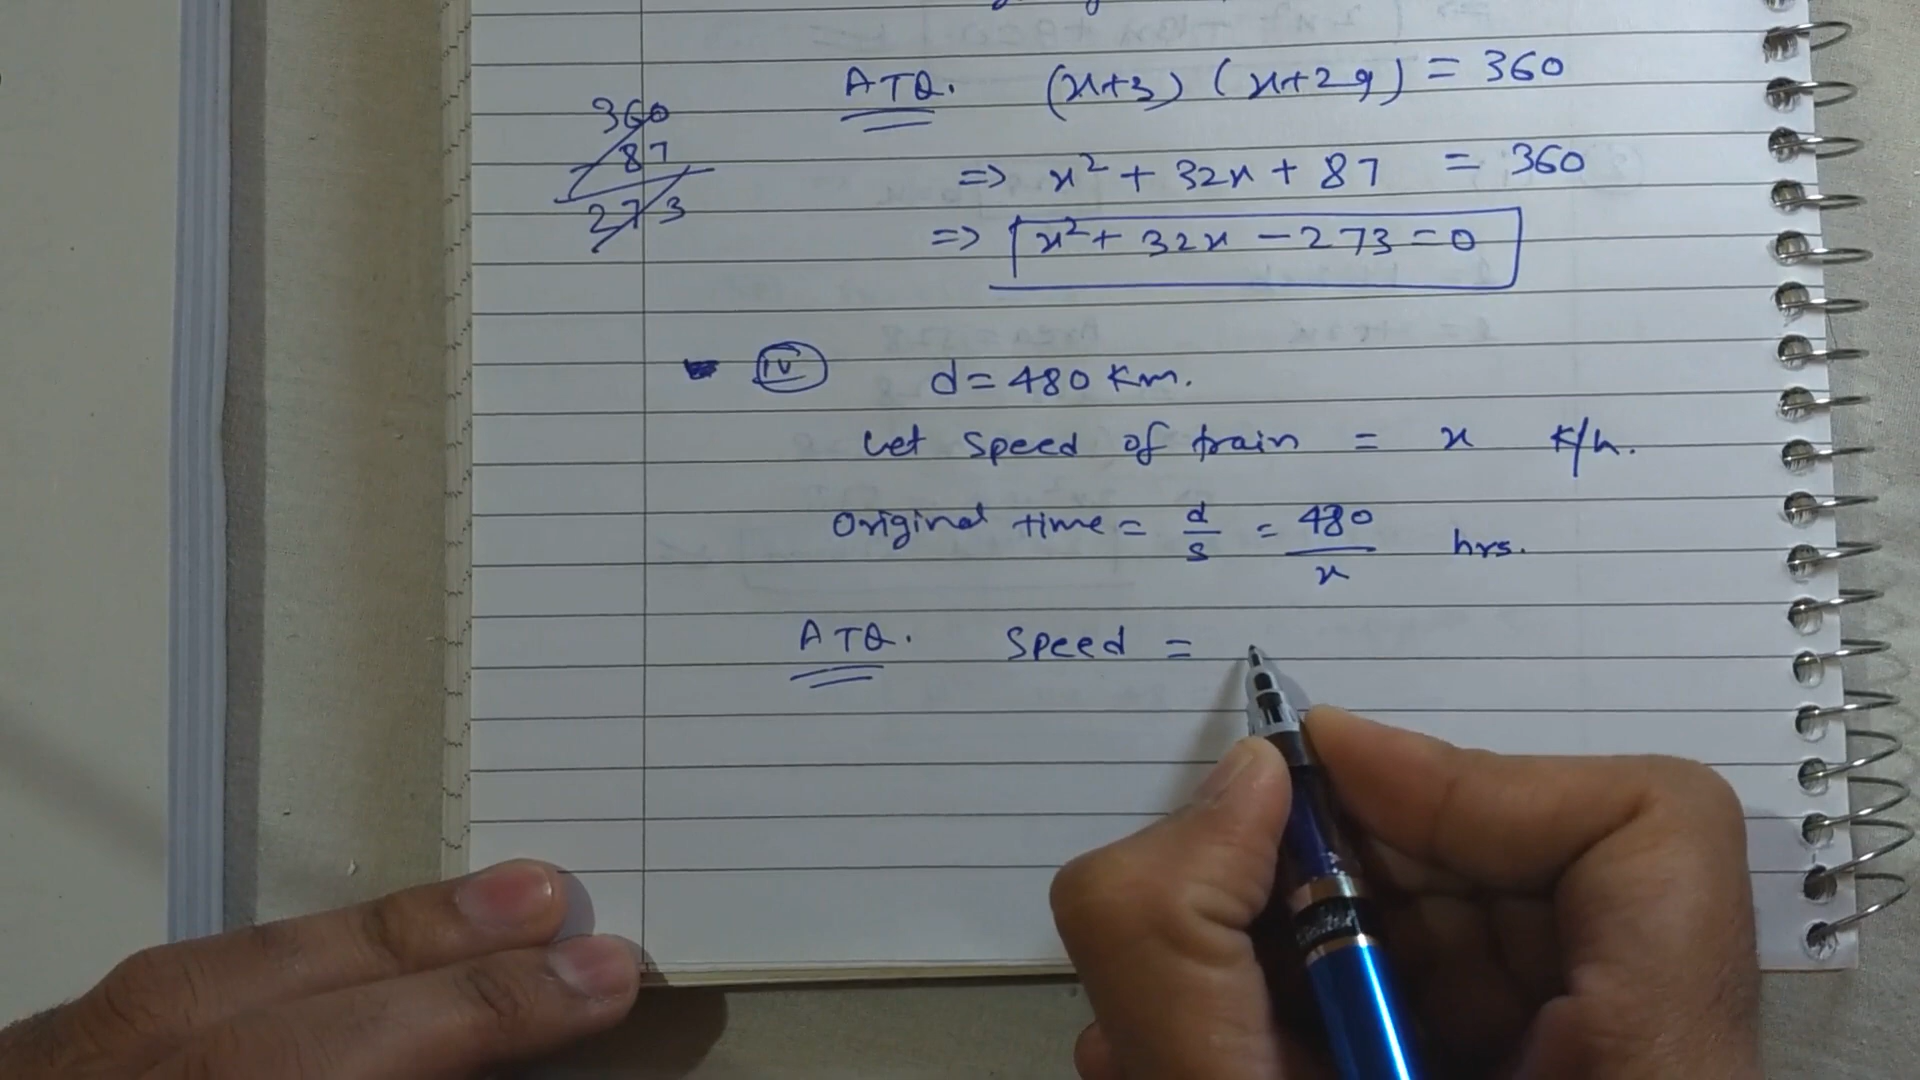 ATQ. (x+3) (x+29) = 360
360
87
273
=> x² + 32x + 87 = 360
=> x² + 32x - 273 = 0
(iv) d = 480 Km.
Let speed of train = x K/h.
Original time = d/s = 480/x hrs.
ATQ. Speed =